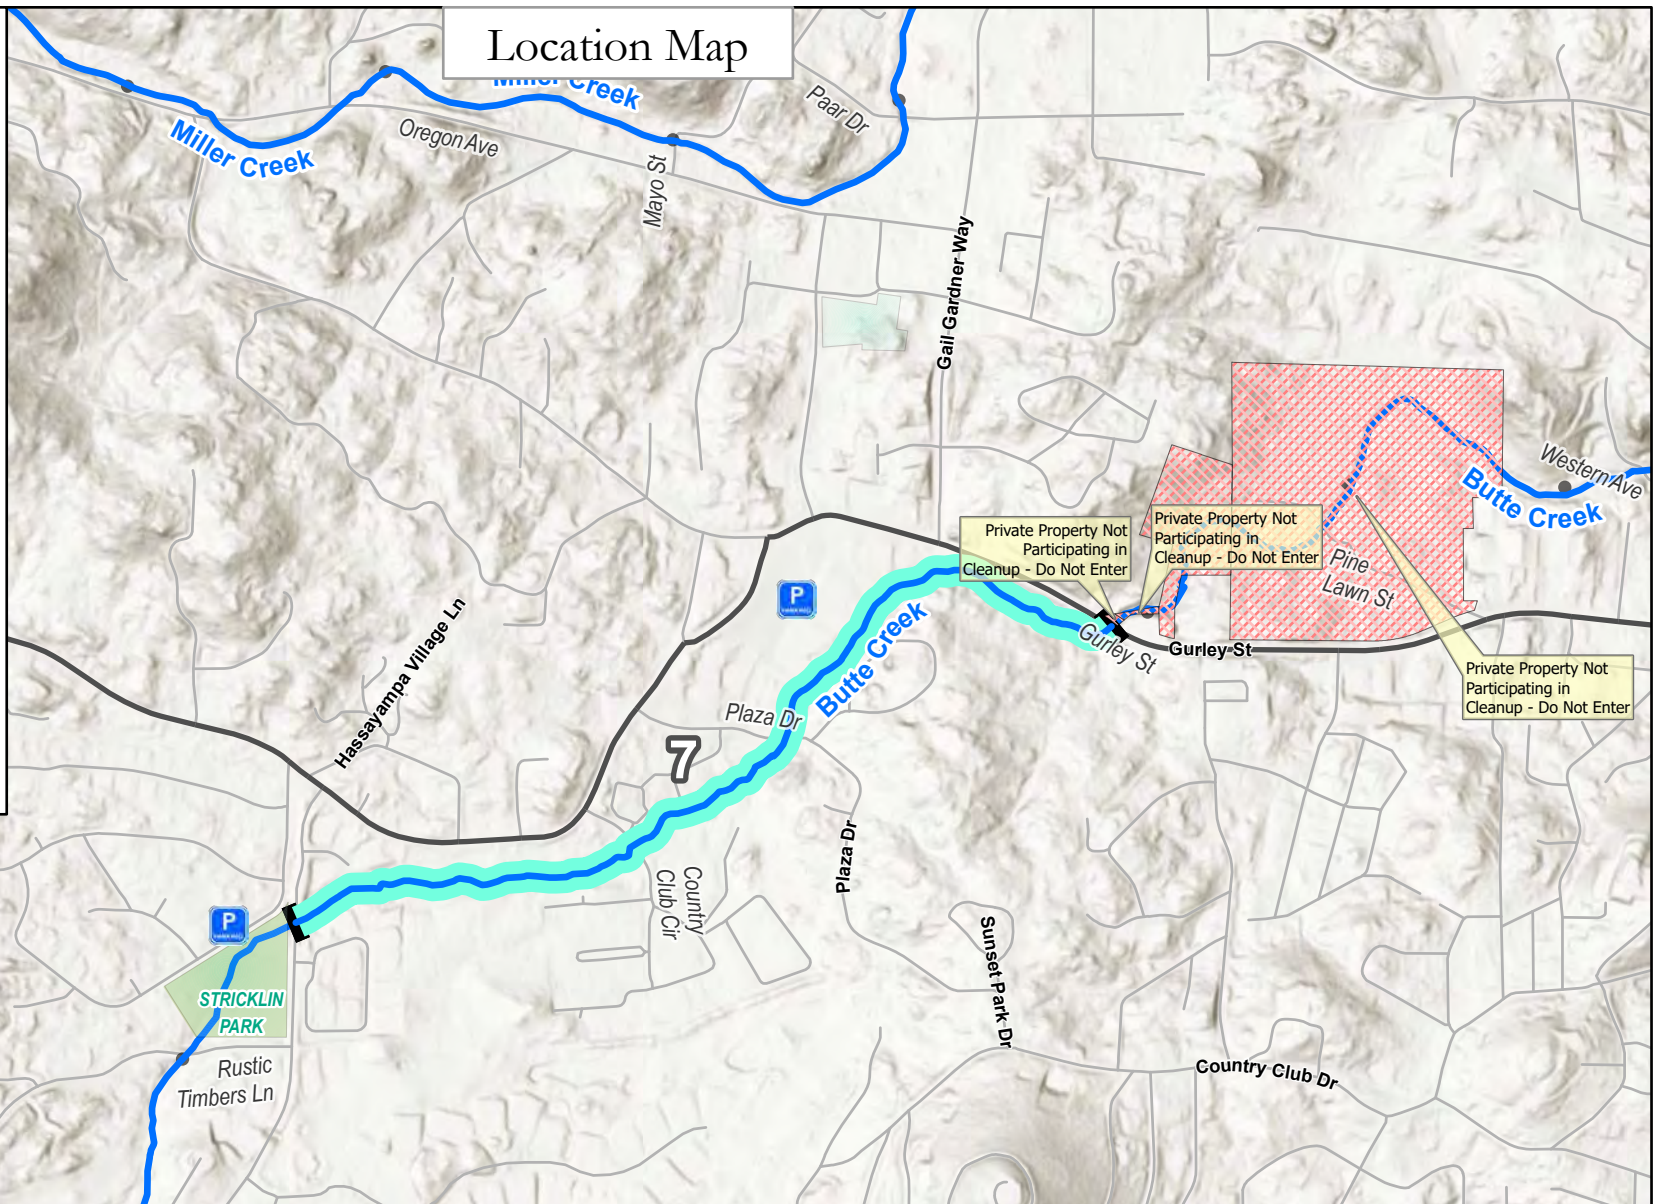 Location Map
Miller Creek
Miller Creek
Oregon Ave
Paar Dr
Mayo St
Gail Gardner Way
Western Ave
Butte Creek
Private Property Not
Participating in
Cleanup - Do Not Enter
Private Property Not
Participating in
Cleanup - Do Not Enter
Pine
Lawn St
P
Hassayampa Village Ln
Butte Creek
Gurley St
Gurley St
Private Property Not
Participating in
Cleanup - Do Not Enter
Plaza Dr
7
Plaza Dr
Country
Club Cir
P
Sunset Park Dr
STRICKLIN
PARK
Rustic
Timbers Ln
Country Club Dr